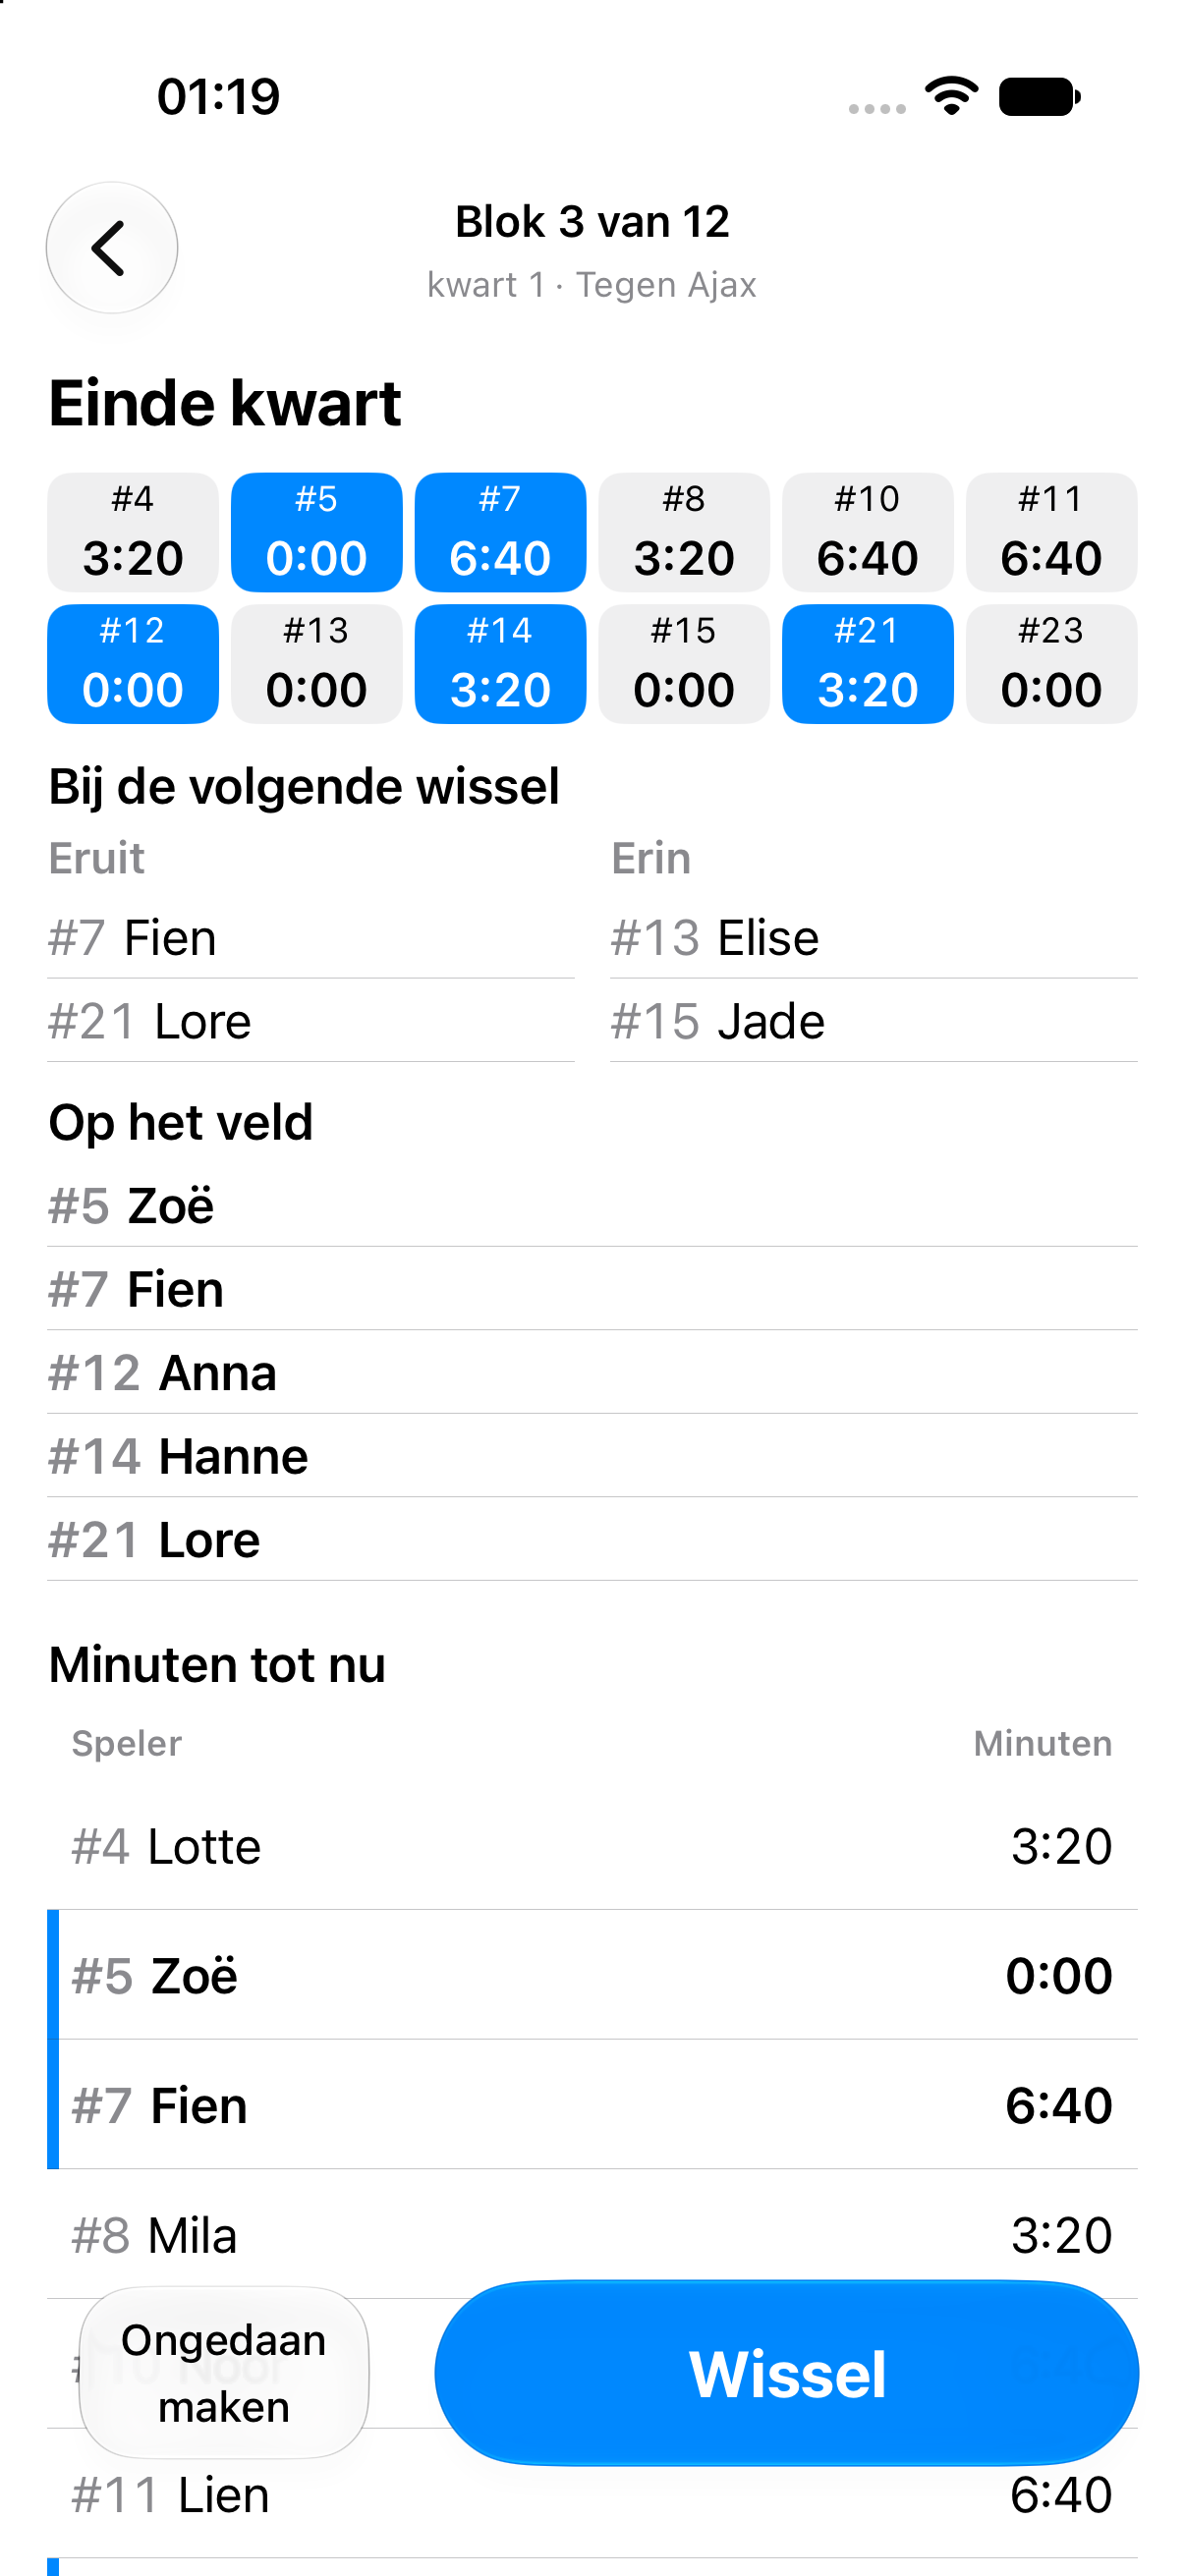 01:19
Blok 3 van 12
kwart 1 · Tegen Ajax
Einde kwart
#4 #5 #7 #8 #10 #11
3:20 0:00 6:40 3:20 6:40 6:40
#12 #13 #14 #15 #21 #23
0:00 0:00 3:20 0:00 3:20 0:00
Bij de volgende wissel
Eruit Erin
#7 Fien #13 Elise
#21 Lore #15 Jade
Op het veld
#5 Zoë
#7 Fien
#12 Anna
#14 Hanne
#21 Lore
Minuten tot nu
Speler Minuten
#4 Lotte 3:20
#5 Zoë 0:00
#7 Fien 6:40
#8 Mila 3:20
Ongedaan
maken
Wissel
#11 Lien 6:40